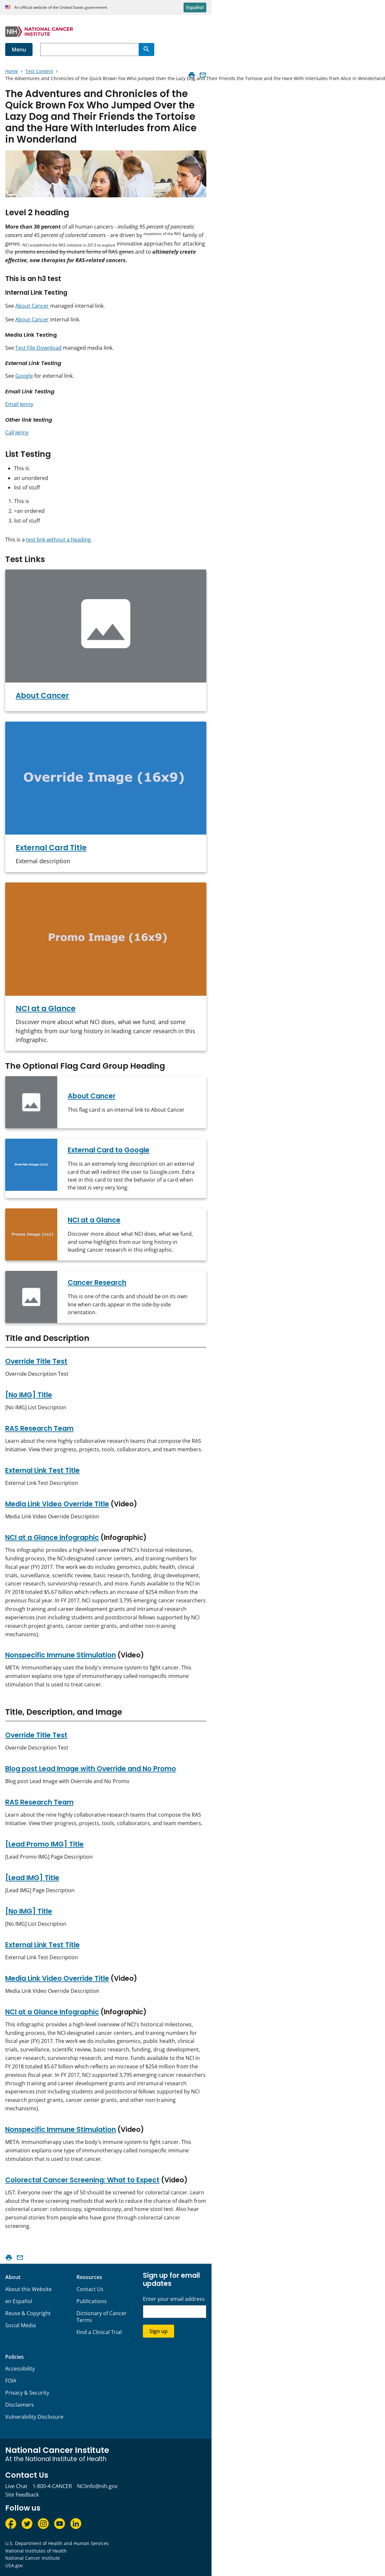 An official website of the United States government
Español
NIH NATIONAL CANCER INSTITUTE
Menu
Home
Test Content
The Adventures and Chronicles of the Quick Brown Fox Who Jumped Over the Lazy Dog and Their Friends the Tortoise and the Hare With Interludes from Alice in Wonderland
The Adventures and Chronicles of the
Quick Brown Fox Who Jumped Over the
Lazy Dog and Their Friends the Tortoise
and the Hare With Interludes from Alice
in Wonderland
Level 2 heading
More than 30 percent of all human cancers - including 95 percent of pancreatic
cancers and 45 percent of colorectal cancers - are driven by mutations of the RAS family of
genes. NCI established the RAS initiative in 2013 to explore innovative approaches for attacking
the proteins encoded by mutant forms of RAS genes and to ultimately create
effective, new therapies for RAS-related cancers.
This is an h3 test
Internal Link Testing
See About Cancer managed internal link.
See About Cancer internal link.
Media Link Testing
See Test File Download managed media link.
External Link Testing
See Google for external link.
Email Link Testing
Email Jenny
Other link testing
Call Jenny
List Testing
• This is
• an unordered
• list of stuff
1. This is
2. >an ordered
3. list of stuff
This is a test link without a heading.
Test Links
About Cancer
Override Image (16x9)
External Card Title
External description
Promo Image (16x9)
NCI at a Glance
Discover more about what NCI does, what we fund, and some
highlights from our long history in leading cancer research in this
infographic.
The Optional Flag Card Group Heading
About Cancer
This flag card is an internal link to About Cancer
Override Image (1x1)
External Card to Google
This is an extremely long description on an external
card that will redirect the user to Google.com. Extra
text in this card to test the behavior of a card when
the text is very very long.
Promo Image (1x1)
NCI at a Glance
Discover more about what NCI does, what we fund,
and some highlights from our long history in
leading cancer research in this infographic.
Cancer Research
This is one of the cards and should be on its own
line when cards appear in the side-by-side
orientation.
Title and Description
Override Title Test
Override Description Test
[No IMG] Title
[No IMG] List Description
RAS Research Team
Learn about the nine highly collaborative research teams that compose the RAS
Initiative. View their progress, projects, tools, collaborators, and team members.
External Link Test Title
External Link Test Description
Media Link Video Override Title (Video)
Media Link Video Override Description
NCI at a Glance Infographic (Infographic)
This infographic provides a high-level overview of NCI's historical milestones,
funding process, the NCI-designated cancer centers, and training numbers for
fiscal year (FY) 2017. The work we do includes genomics, public health, clinical
trials, surveillance, scientific review, basic research, funding, drug development,
cancer research, survivorship research, and more. Funds available to the NCI in
FY 2018 totaled $5.67 billion which reflects an increase of $254 million from the
previous fiscal year. In FY 2017, NCI supported 3,795 emerging cancer researchers
through training and career development grants and intramural research
experiences (not including students and postdoctoral fellows supported by NCI
research project grants, cancer center grants, and other nontraining
mechanisms).
Nonspecific Immune Stimulation (Video)
META: Immunotherapy uses the body's immune system to fight cancer. This
animation explains one type of immunotherapy called nonspecific immune
stimulation that is used to treat cancer.
Title, Description, and Image
Override Title Test
Override Description Test
Blog post Lead Image with Override and No Promo
Blog post Lead Image with Override and No Promo
RAS Research Team
Learn about the nine highly collaborative research teams that compose the RAS
Initiative. View their progress, projects, tools, collaborators, and team members.
[Lead Promo IMG] Title
[Lead Promo IMG] Page Description
[Lead IMG] Title
[Lead IMG] Page Description
[No IMG] Title
[No IMG] List Description
External Link Test Title
External Link Test Description
Media Link Video Override Title (Video)
Media Link Video Override Description
NCI at a Glance Infographic (Infographic)
This infographic provides a high-level overview of NCI's historical milestones,
funding process, the NCI-designated cancer centers, and training numbers for
fiscal year (FY) 2017. The work we do includes genomics, public health, clinical
trials, surveillance, scientific review, basic research, funding, drug development,
cancer research, survivorship research, and more. Funds available to the NCI in
FY 2018 totaled $5.67 billion which reflects an increase of $254 million from the
previous fiscal year. In FY 2017, NCI supported 3,795 emerging cancer researchers
through training and career development grants and intramural research
experiences (not including students and postdoctoral fellows supported by NCI
research project grants, cancer center grants, and other nontraining
mechanisms).
Nonspecific Immune Stimulation (Video)
META: Immunotherapy uses the body's immune system to fight cancer. This
animation explains one type of immunotherapy called nonspecific immune
stimulation that is used to treat cancer.
Colorectal Cancer Screening: What to Expect (Video)
LIST: Everyone over the age of 50 should be screened for colorectal cancer. Learn
about the three screening methods that work to reduce the chance of death from
colorectal cancer: colonoscopy, sigmoidoscopy, and high-sensitivity fecal occult
blood test. Also hear personal stories from people who have gone through colorectal cancer
screening.
About
About this Website
en Español
Reuse & Copyright
Social Media
Resources
Contact Us
Publications
Dictionary of Cancer
Terms
Find a Clinical Trial
Sign up for email
updates
Enter your email address
Sign up
Policies
Accessibility
FOIA
Privacy & Security
Disclaimers
Vulnerability Disclosure
National Cancer Institute
At the National Institute of Health
Contact Us
Live Chat 1-800-4-CANCER NCIinfo@nih.gov
Site Feedback
Follow us
U.S. Department of Health and Human Services
National Institutes of Health
National Cancer Institute
USA.gov